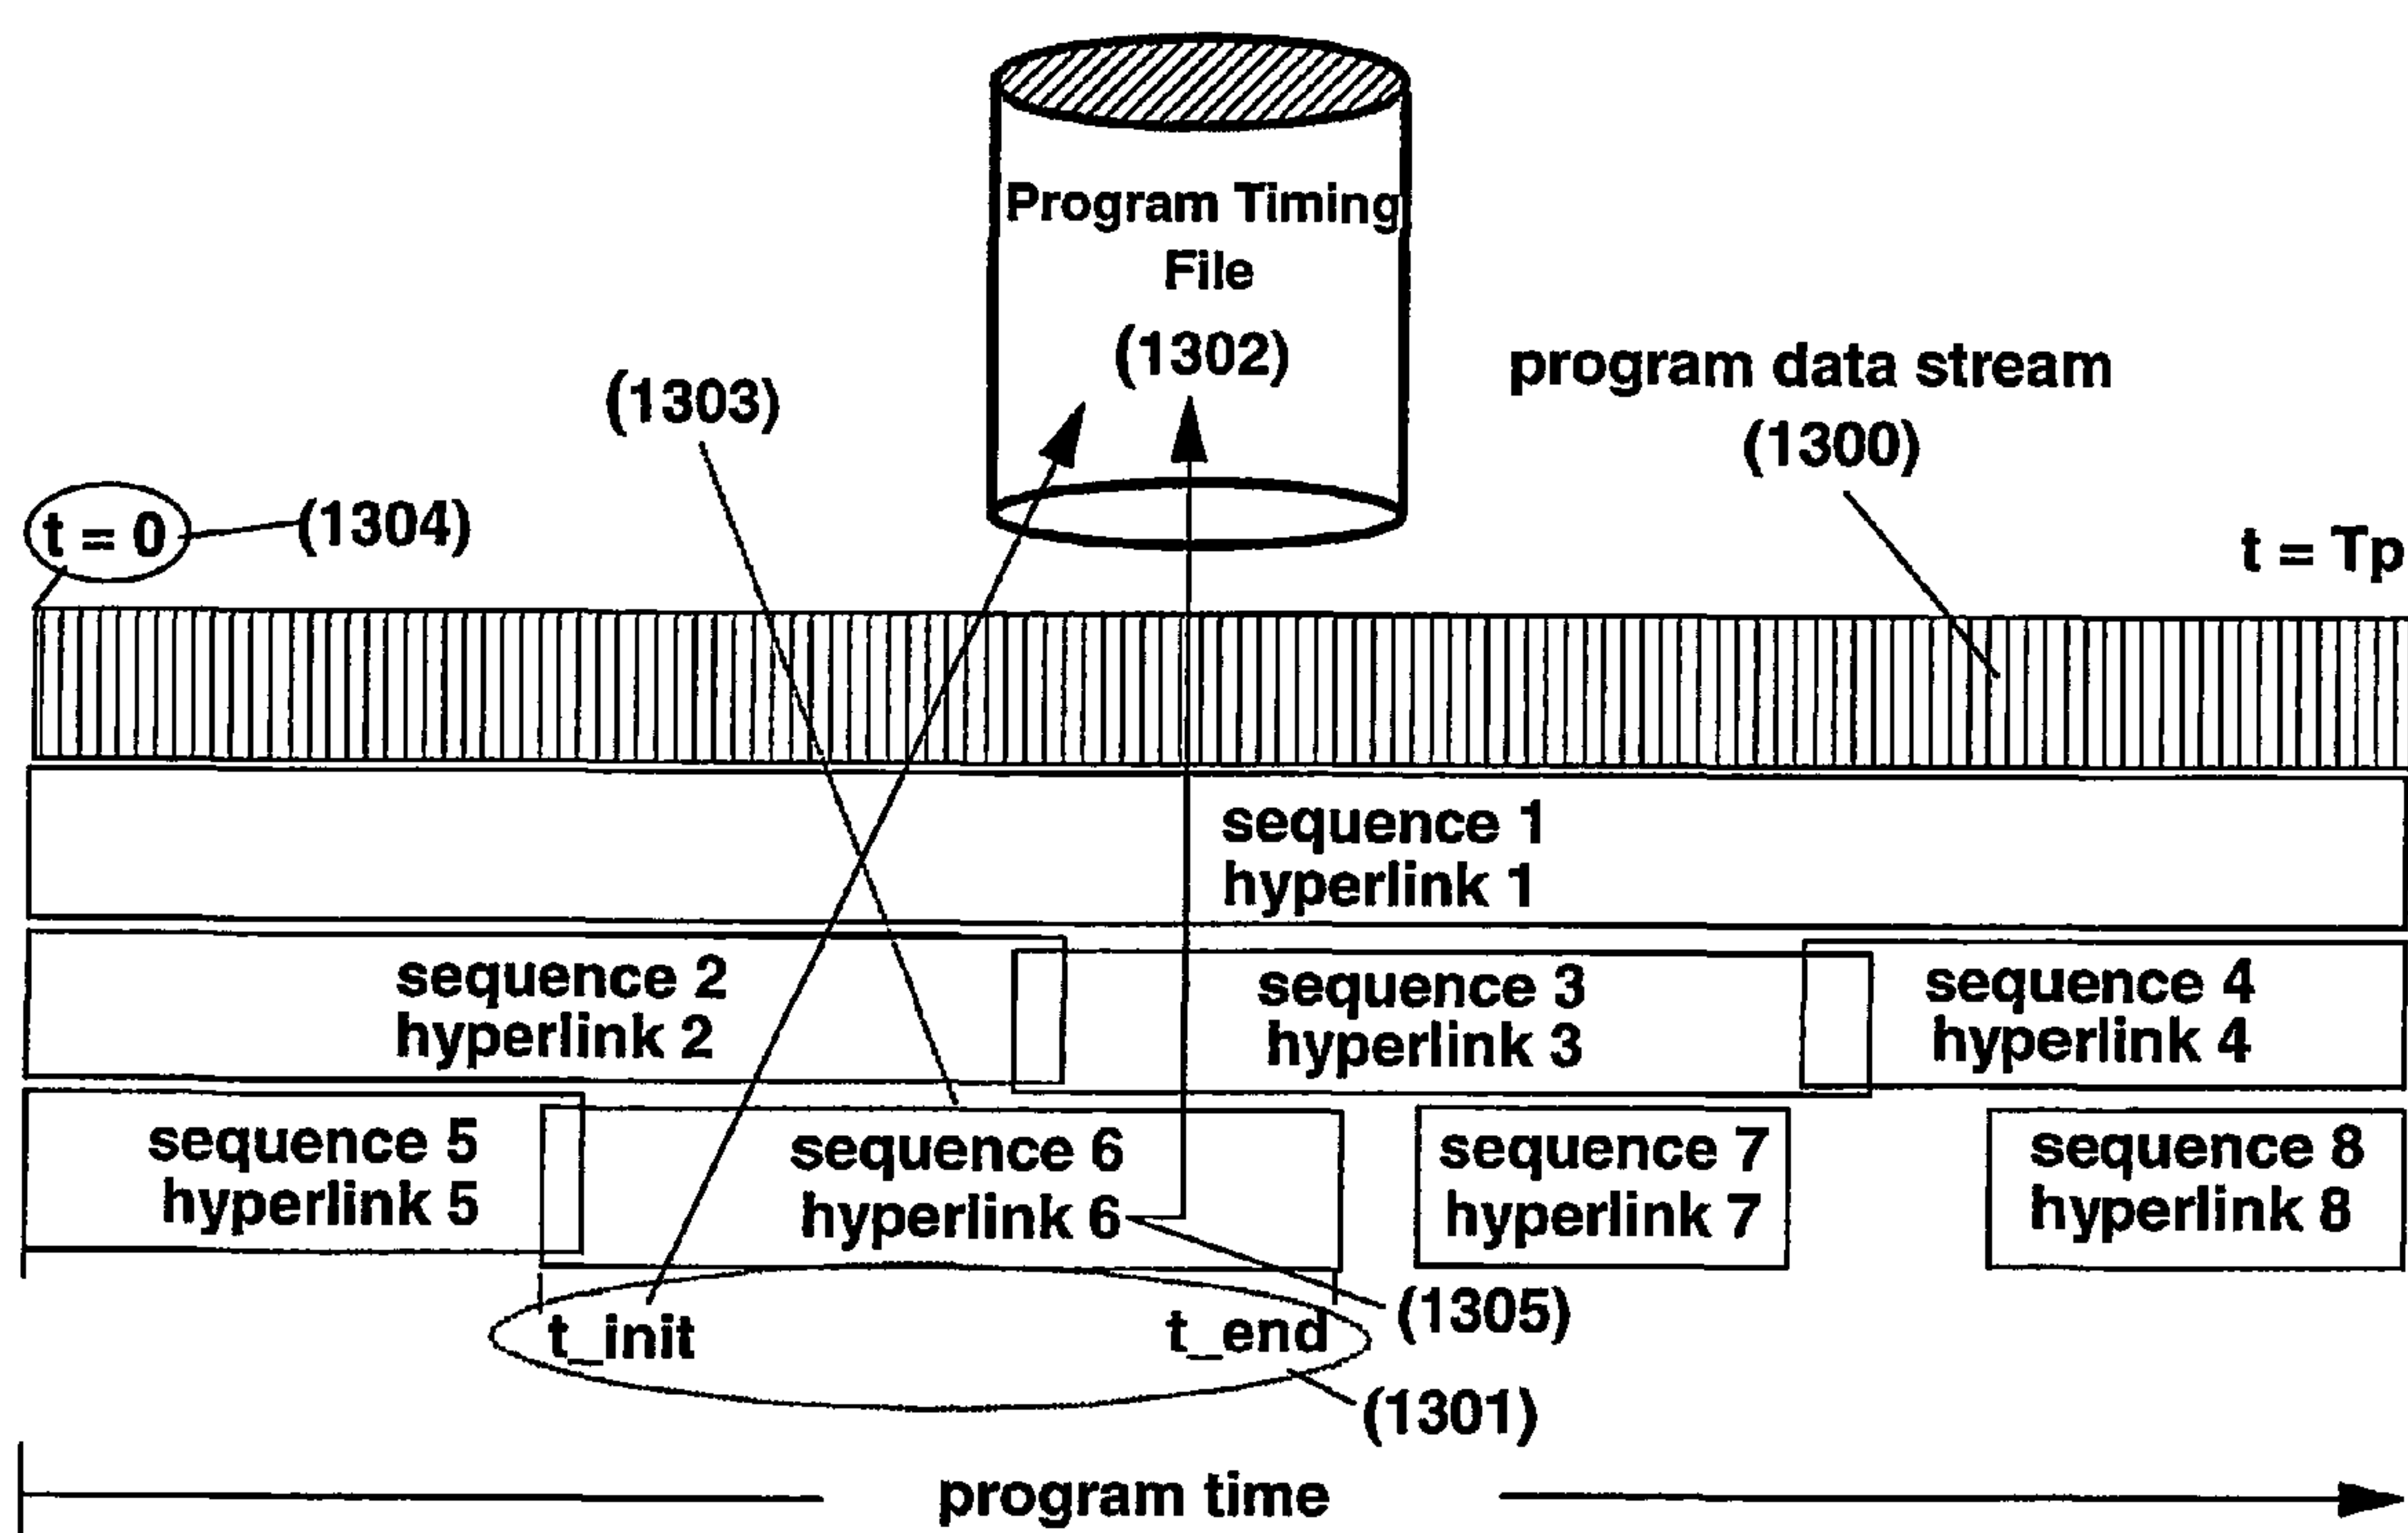 Program Timing
File
(1302)
program data stream
(1300)
(1303)
t = 0
(1304)
t = Tp
sequence 1
hyperlink 1
sequence 2
hyperlink 2
sequence 3
hyperlink 3
sequence 4
hyperlink 4
sequence 5
hyperlink 5
sequence 6
hyperlink 6
sequence 7
hyperlink 7
sequence 8
hyperlink 8
t_init
t_end
(1305)
(1301)
program time